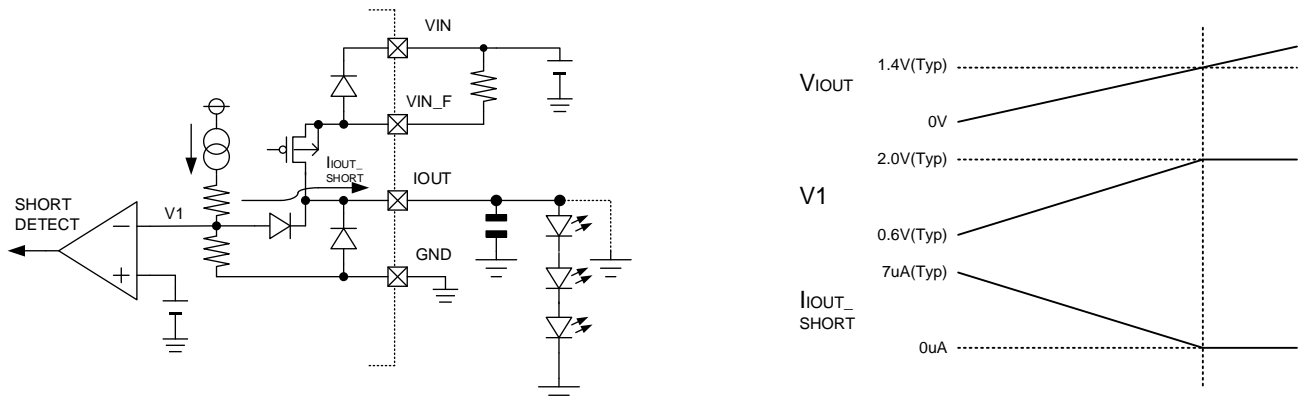 VIN
VIN_F
IIOUT_
SHORT
IOUT
SHORT
DETECT
V1
GND
−
+
VIOUT
1.4V(Typ)
0V
V1
2.0V(Typ)
0.6V(Typ)
IIOUT_
SHORT
7uA(Typ)
0uA